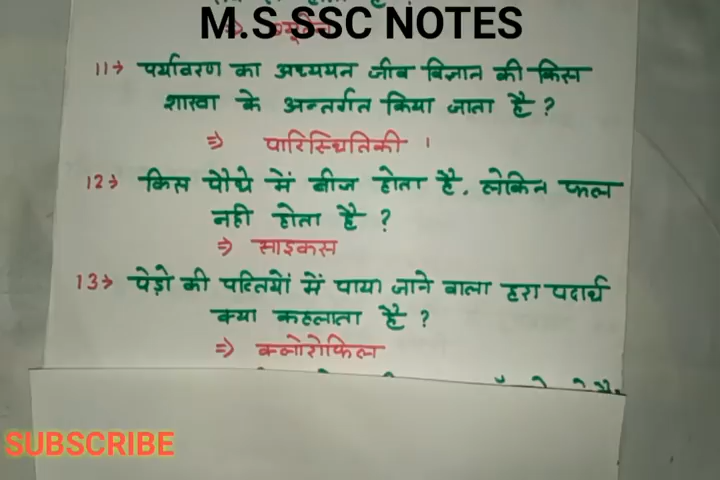 M.S SSC NOTES
11→ पर्यावरण का अध्ययन जीव विज्ञान की किस
शाखा के अन्तर्गत किया जाता है ?
⇒ पारिस्थितिकी ।
12→ किस पौधे में बीज होता है, लेकिन फल
नही होता है ?
⇒ साइकस
13→ पेड़ो की पत्तियों में पाया जाने वाला हरा पदार्थ
क्या कहलाता है ?
⇒ क्लोरोफिल
SUBSCRIBE